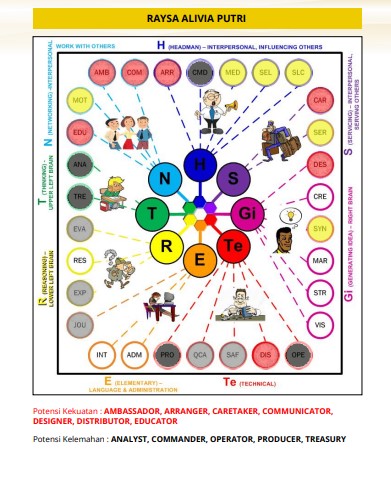 RAYSA ALIVIA PUTRI
WORK WITH OTHERS
H (HEADMAN) – INTERPERSONAL, INFLUENCING OTHERS
N (NETWORKING) -INTERPERSONAL
S (SERVICING) – INTERPERSONAL, SERVING OTHERS
AMB COM ARR CMD MED SEL SLC
MOT CAR
EDU SER
ANA DES
TRE CRE
EVA SYN
RES MAR
EXP STR
JOU VIS
INT ADM PRO QCA SAF DIS OPE
H
N S
T Gi
R Te
E
T (THINKING) – UPPER LEFT BRAIN
R (REASONING) – LOWER LEFT BRAIN
Gi (GENERATING IDEA) – RIGHT BRAIN
E (ELEMENTARY) – LANGUAGE & ADMINISTRATION
Te (TECHNICAL)
Potensi Kekuatan : AMBASSADOR, ARRANGER, CARETAKER, COMMUNICATOR,
DESIGNER, DISTRIBUTOR, EDUCATOR
Potensi Kelemahan : ANALYST, COMMANDER, OPERATOR, PRODUCER, TREASURY